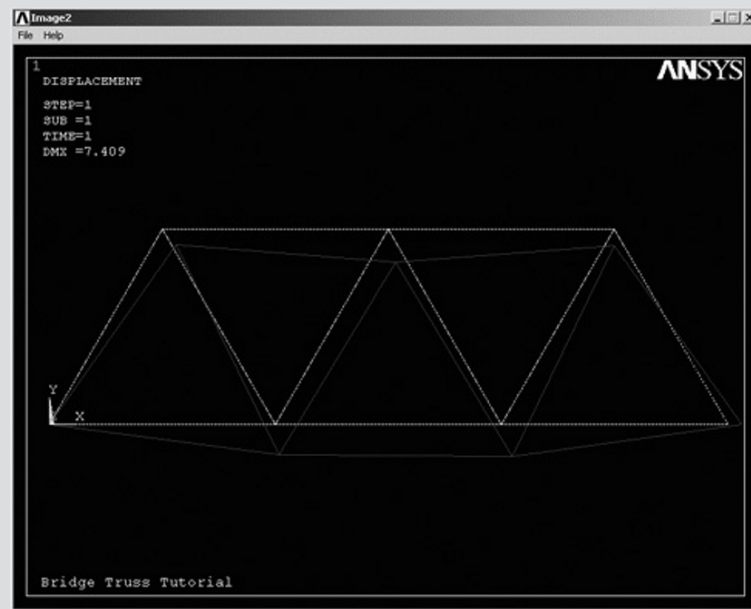 Image2
File Help
1
ANSYS
DISPLACEMENT
STEP=1
SUB =1
TIME=1
DMX =7.409
Y
X
Bridge Truss Tutorial